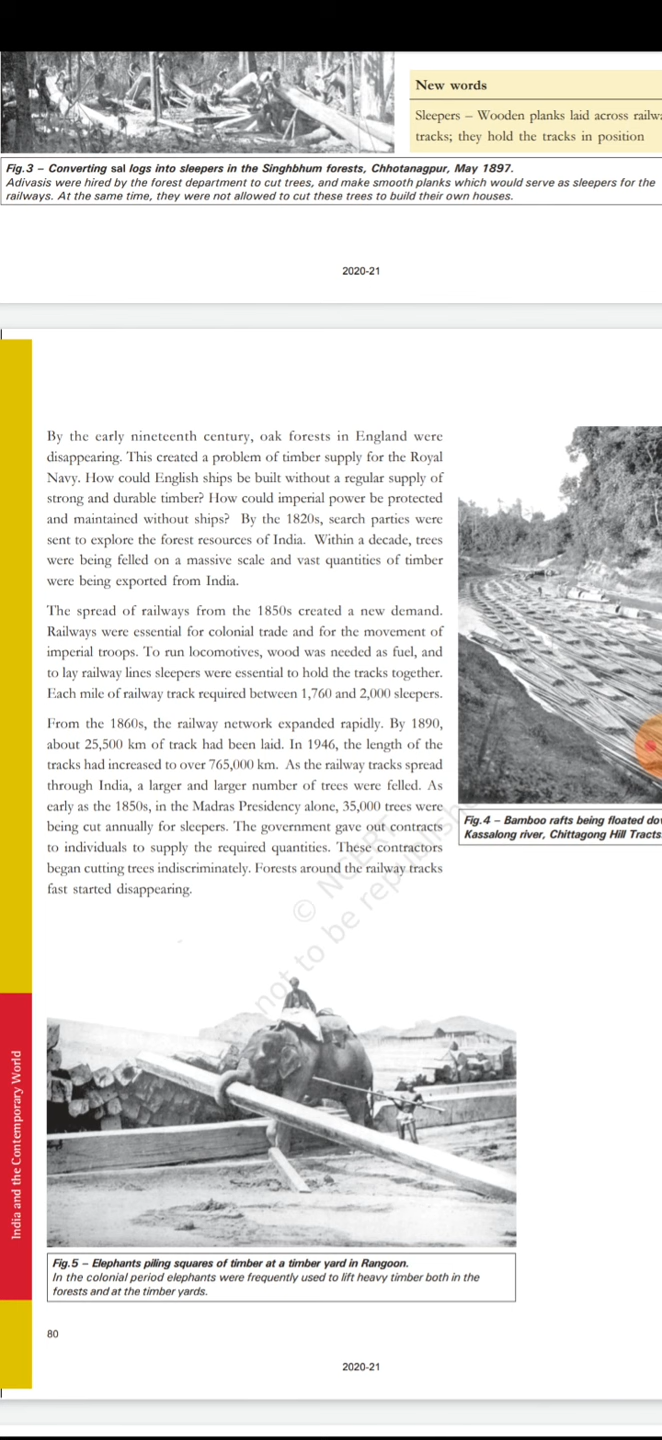 New words
Sleepers – Wooden planks laid across
tracks; they hold the tracks in position
Fig.3 – Converting sal logs into sleepers in the Singhbhum forests, Chhotanagpur, May 1897.
Adivasis were hired by the forest department to cut trees, and make smooth planks which would serve as sleepers for the
railways. At the same time, they were not allowed to cut these trees to build their own houses.
2020-21
By the early nineteenth century, oak forests in England were
disappearing. This created a problem of timber supply for the Royal
Navy. How could English ships be built without a regular supply of
strong and durable timber? How could imperial power be protected
and maintained without ships? By the 1820s, search parties were
sent to explore the forest resources of India. Within a decade, trees
were being felled on a massive scale and vast quantities of timber
were being exported from India.
The spread of railways from the 1850s created a new demand.
Railways were essential for colonial trade and for the movement of
imperial troops. To run locomotives, wood was needed as fuel, and
to lay railway lines sleepers were essential to hold the tracks together.
Each mile of railway track required between 1,760 and 2,000 sleepers.
From the 1860s, the railway network expanded rapidly. By 1890,
about 25,500 km of track had been laid. In 1946, the length of the
tracks had increased to over 765,000 km. As the railway tracks spread
through India, a larger and larger number of trees were felled. As
early as the 1850s, in the Madras Presidency alone, 35,000 trees were
being cut annually for sleepers. The government gave out contracts
to individuals to supply the required quantities. These contractors
began cutting trees indiscriminately. Forests around the railway tracks
fast started disappearing.
Fig.4 – Bamboo rafts being floated
Kassalong river, Chittagong Hill Tracts
© NCERT
not to be
Fig.5 – Elephants piling squares of timber at a timber yard in Rangoon.
In the colonial period elephants were frequently used to lift heavy timber both in the
forests and at the timber yards.
India and the Contemporary World
80
2020-21